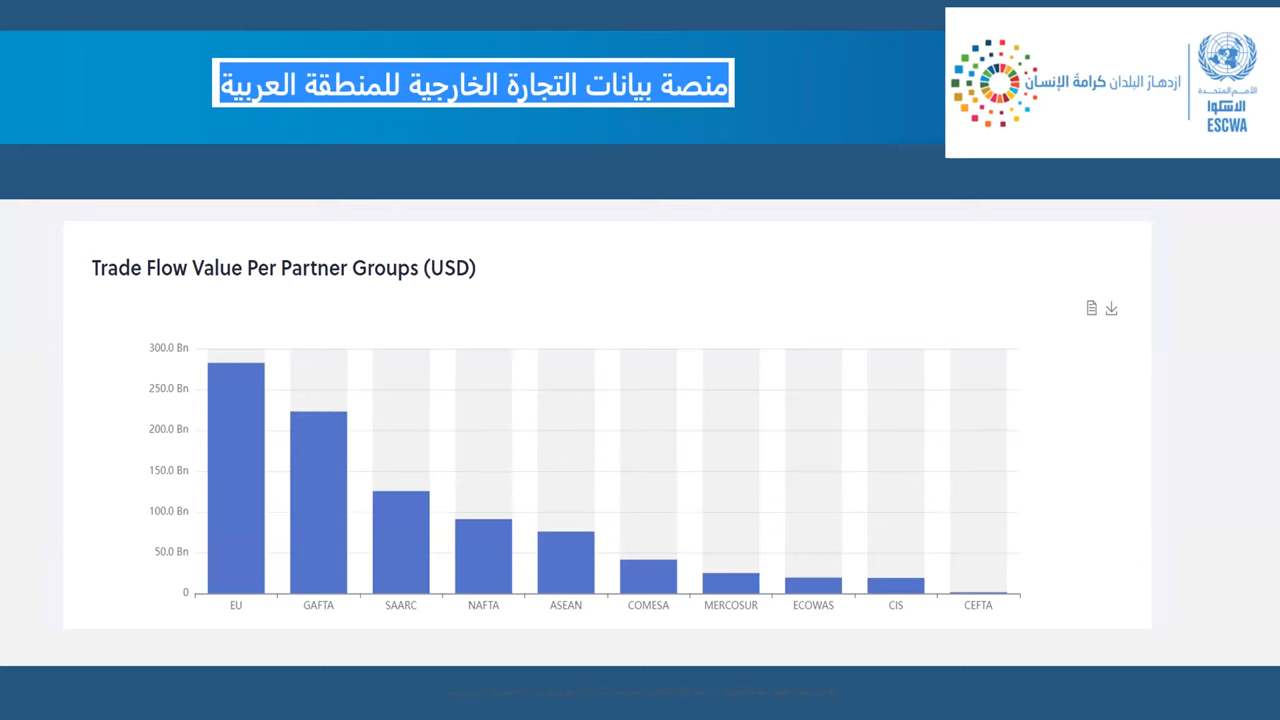 منصة بيانات التجارة الخارجية للمنطقة العربية
ازدهارُ البلدان كرامةُ الإنسان
الأمـم المتحدة
الاسكوا
ESCWA
Trade Flow Value Per Partner Groups (USD)
300.0 Bn
250.0 Bn
200.0 Bn
150.0 Bn
100.0 Bn
50.0 Bn
0
EU GAFTA SAARC NAFTA ASEAN COMESA MERCOSUR ECOWAS CIS CEFTA